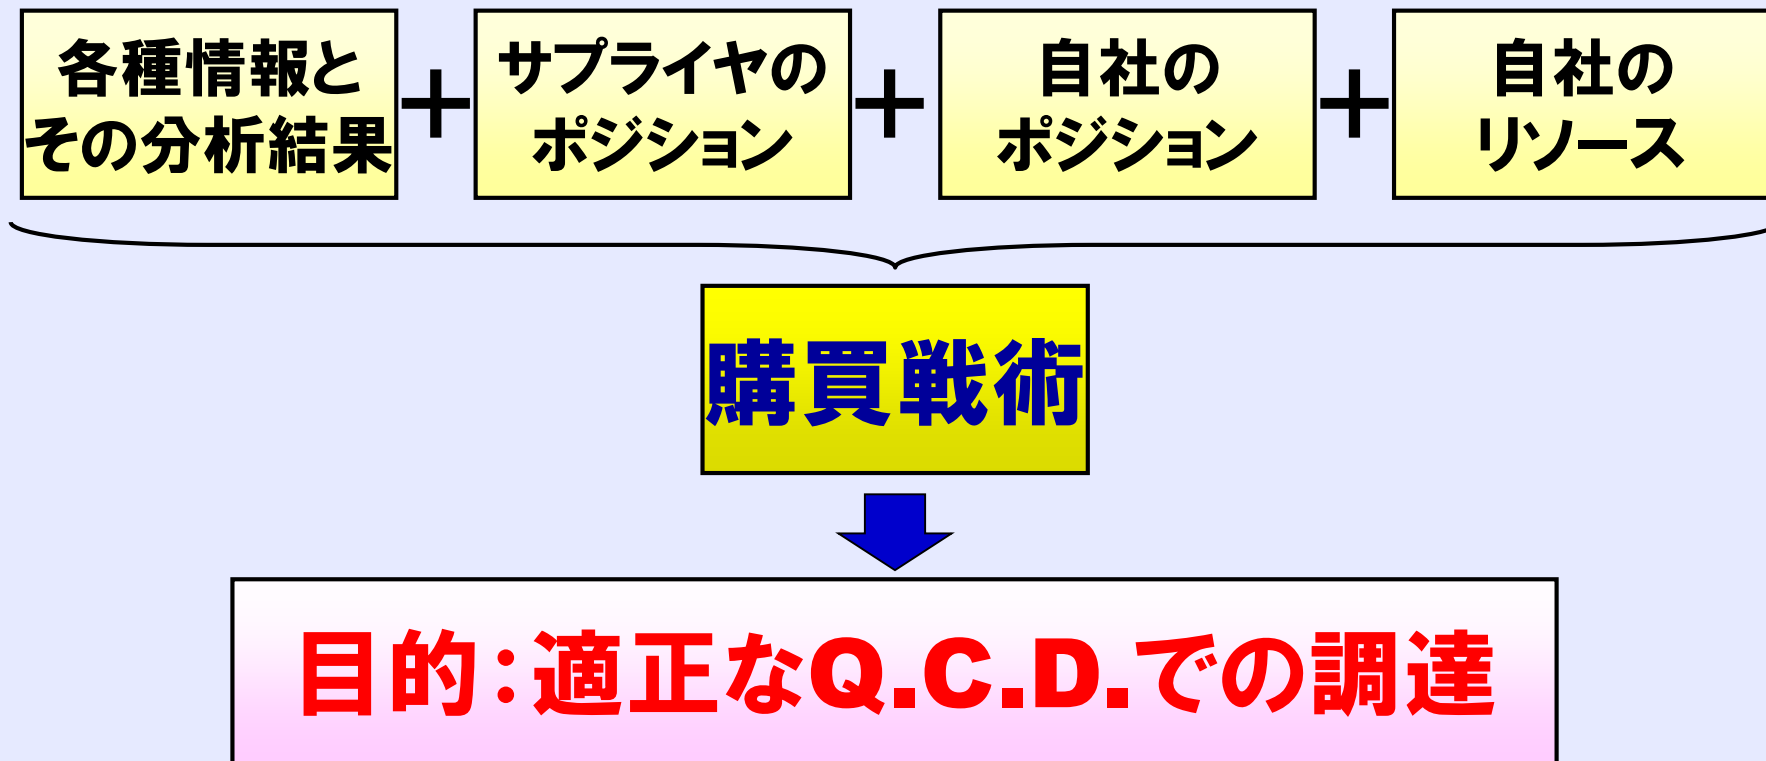 各種情報と
その分析結果
+
サプライヤの
ポジション
+
自社の
ポジション
+
自社の
リソース
購買戦術
目的:適正なQ.C.D.での調達